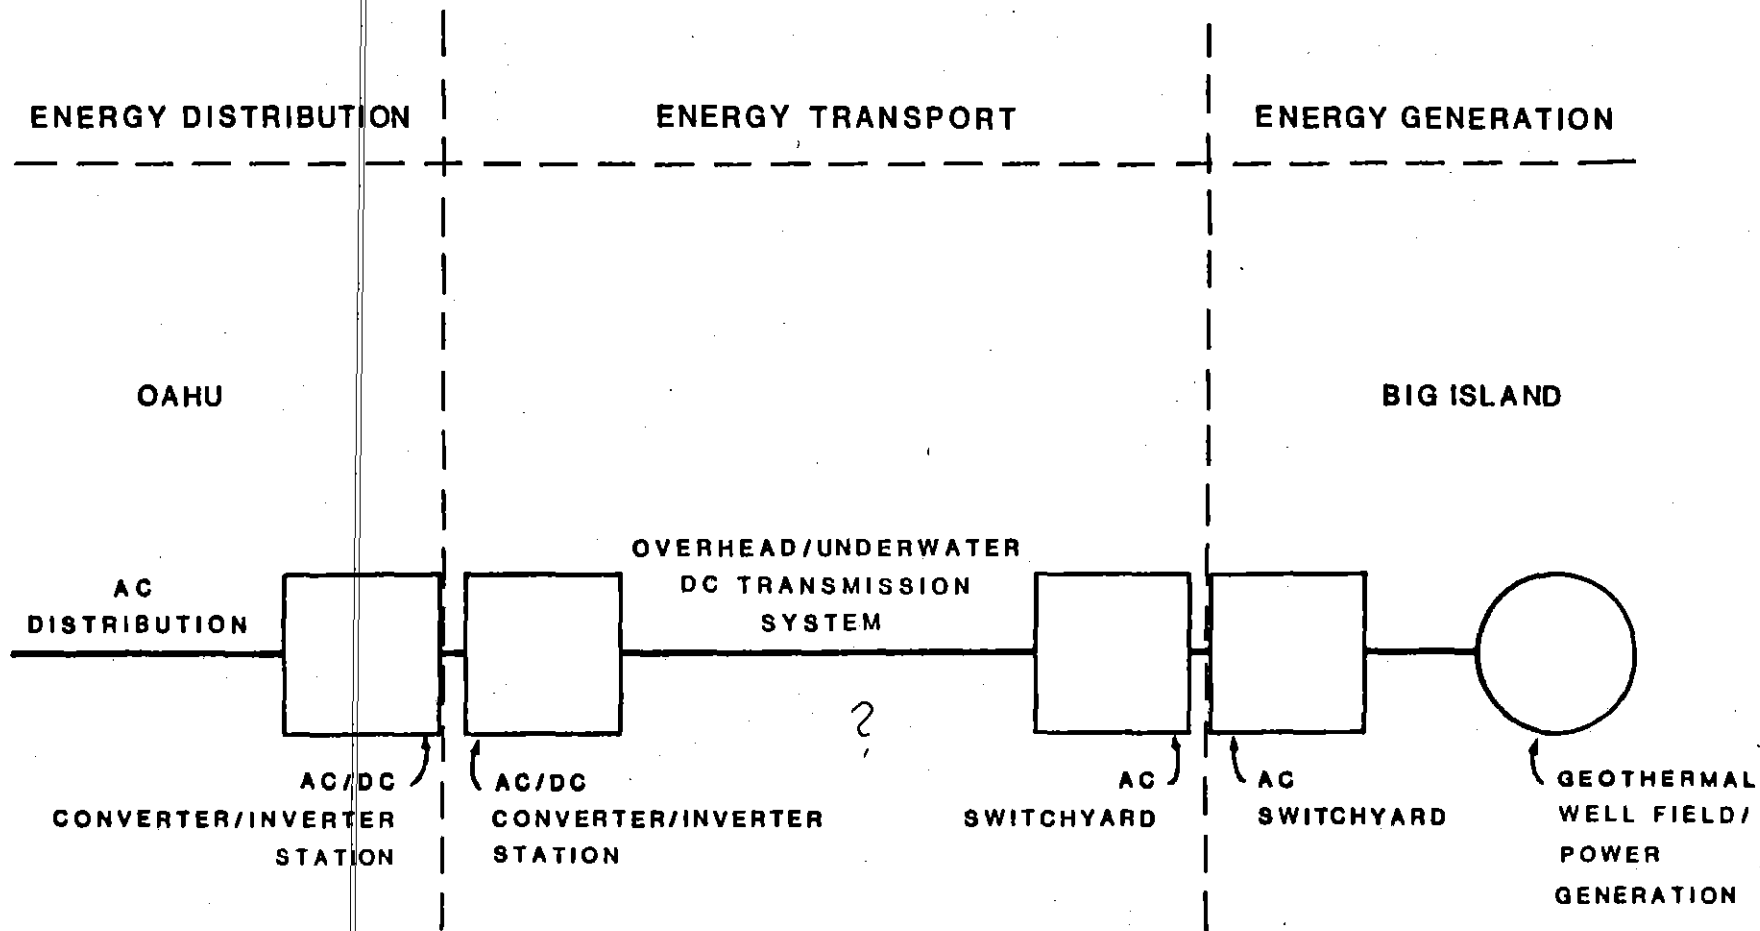 ENERGY DISTRIBUTION
ENERGY TRANSPORT
ENERGY GENERATION
OAHU
BIG ISLAND
AC
DISTRIBUTION
OVERHEAD/UNDERWATER
DC TRANSMISSION
SYSTEM
?
AC/DC
CONVERTER/INVERTER
STATION
AC/DC
CONVERTER/INVERTER
STATION
AC
SWITCHYARD
AC
SWITCHYARD
GEOTHERMAL
WELL FIELD/
POWER
GENERATION